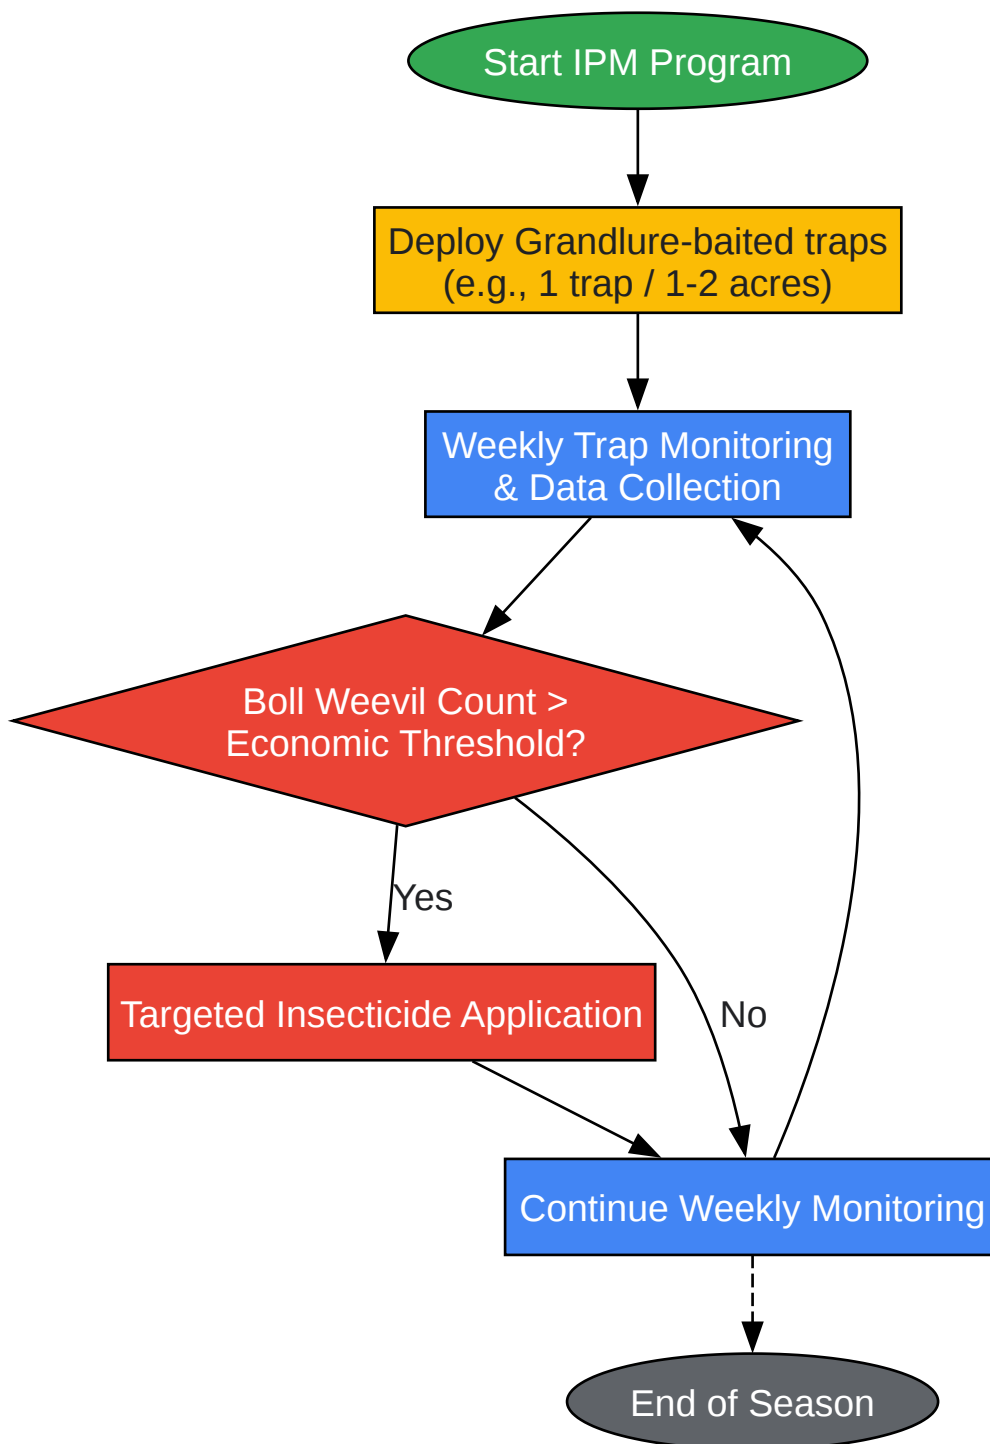 Start IPM Program
Deploy Grandlure-baited traps
(e.g., 1 trap / 1-2 acres)
Weekly Trap Monitoring
& Data Collection
Boll Weevil Count >
Economic Threshold?
Yes
Targeted Insecticide Application
No
Continue Weekly Monitoring
End of Season